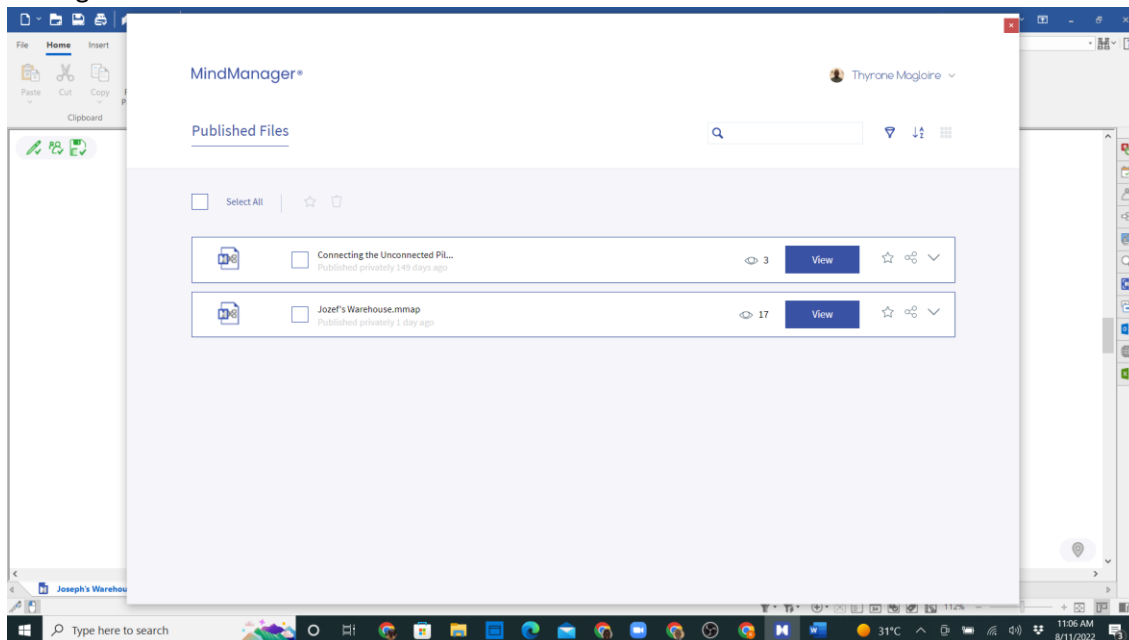 File Home Insert
Paste Cut Copy
Clipboard
MindManager®
Thyrone Magloire
Published Files
Select All
Connecting the Unconnected Pil...
Published privately 149 days ago
3 View
Jozef's Warehouse.mmap
Published privately 1 day ago
17 View
Joseph's Warehou
112%
Type here to search
31°C
11:06 AM
8/11/2022